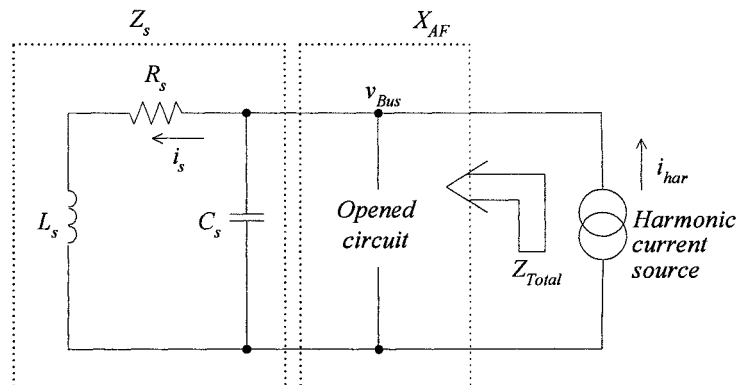 Z_s
X_AF
R_s
v_Bus
i_s
i_har
L_s
C_s
Opened
circuit
Z_Total
Harmonic
current
source